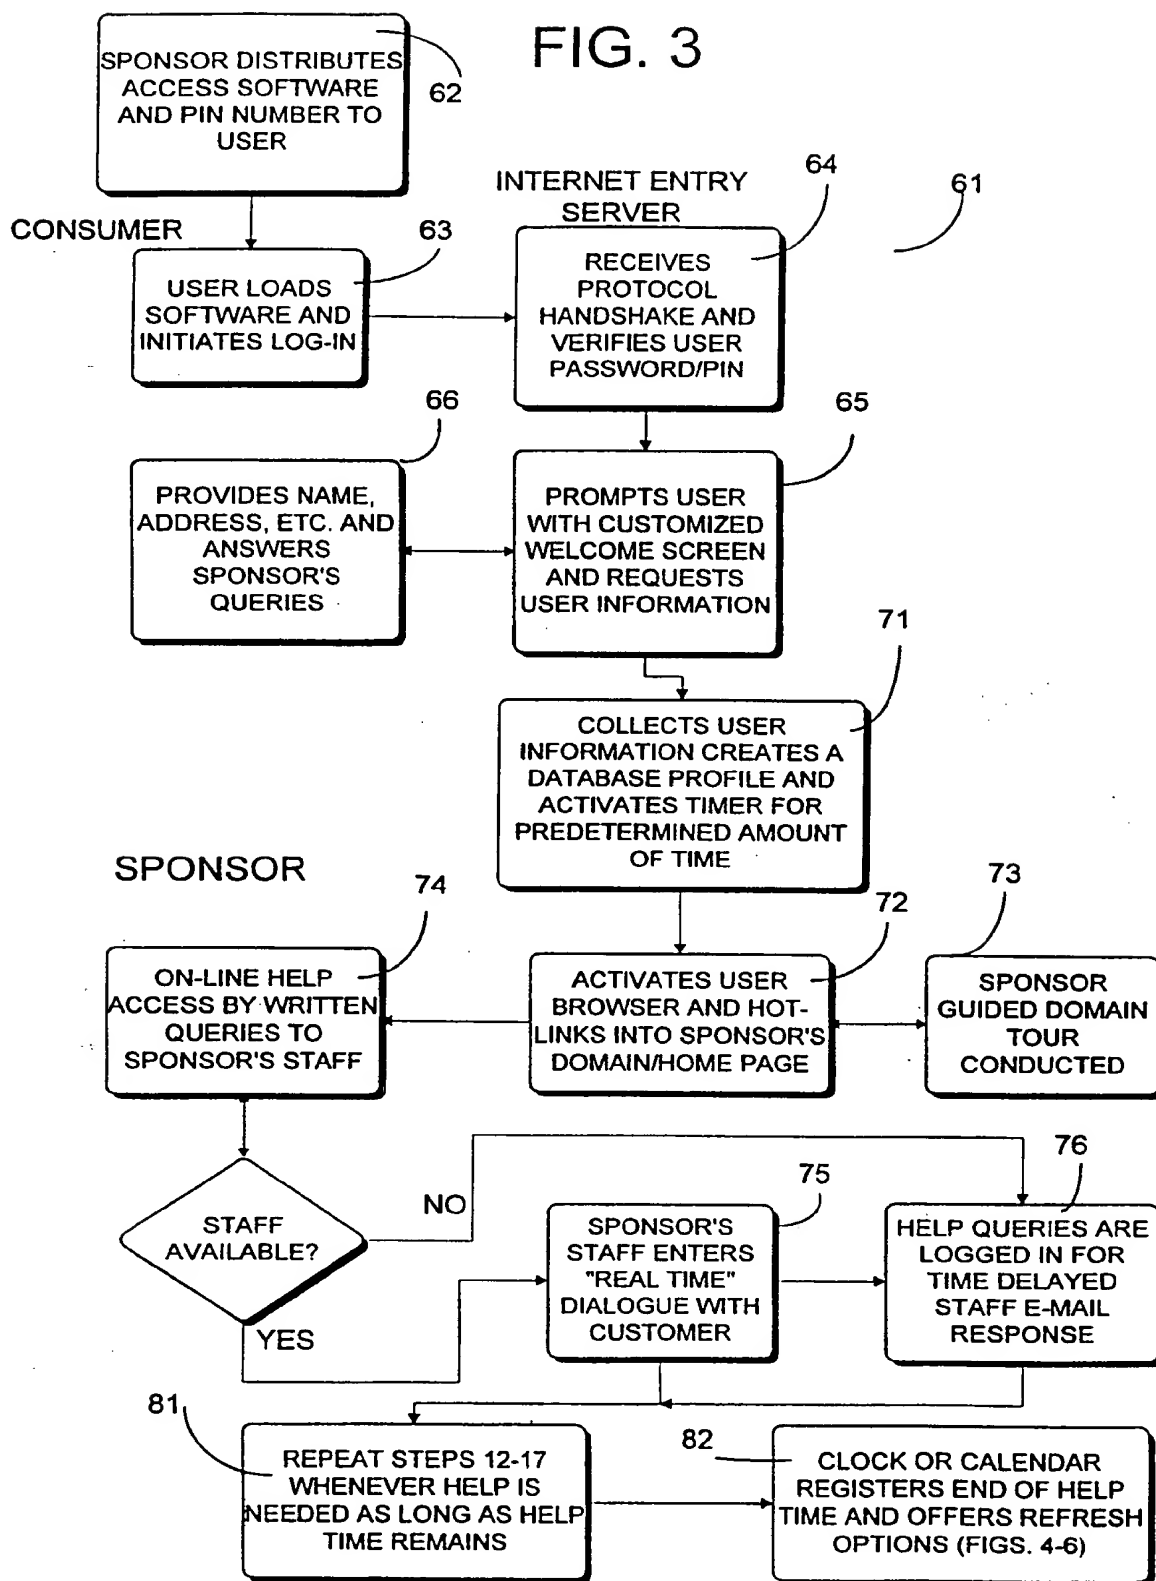 FIG. 3
SPONSOR DISTRIBUTES
ACCESS SOFTWARE
AND PIN NUMBER TO
USER
62
CONSUMER
63
USER LOADS
SOFTWARE AND
INITIATES LOG-IN
INTERNET ENTRY
SERVER
64
61
RECEIVES
PROTOCOL
HANDSHAKE AND
VERIFIES USER
PASSWORD/PIN
66
PROVIDES NAME,
ADDRESS, ETC. AND
ANSWERS
SPONSOR'S
QUERIES
65
PROMPTS USER
WITH CUSTOMIZED
WELCOME SCREEN
AND REQUESTS
USER INFORMATION
71
COLLECTS USER
INFORMATION CREATES A
DATABASE PROFILE AND
ACTIVATES TIMER FOR
PREDETERMINED AMOUNT
OF TIME
SPONSOR
74
ON-LINE HELP
ACCESS BY WRITTEN
QUERIES TO
SPONSOR'S STAFF
72
ACTIVATES USER
BROWSER AND HOT-
LINKS INTO SPONSOR'S
DOMAIN/HOME PAGE
73
SPONSOR
GUIDED DOMAIN
TOUR
CONDUCTED
STAFF
AVAILABLE?
NO
YES
75
SPONSOR'S
STAFF ENTERS
"REAL TIME"
DIALOGUE WITH
CUSTOMER
76
HELP QUERIES ARE
LOGGED IN FOR
TIME DELAYED
STAFF E-MAIL
RESPONSE
81
REPEAT STEPS 12-17
WHENEVER HELP IS
NEEDED AS LONG AS HELP
TIME REMAINS
82
CLOCK OR CALENDAR
REGISTERS END OF HELP
TIME AND OFFERS REFRESH
OPTIONS (FIGS. 4-6)